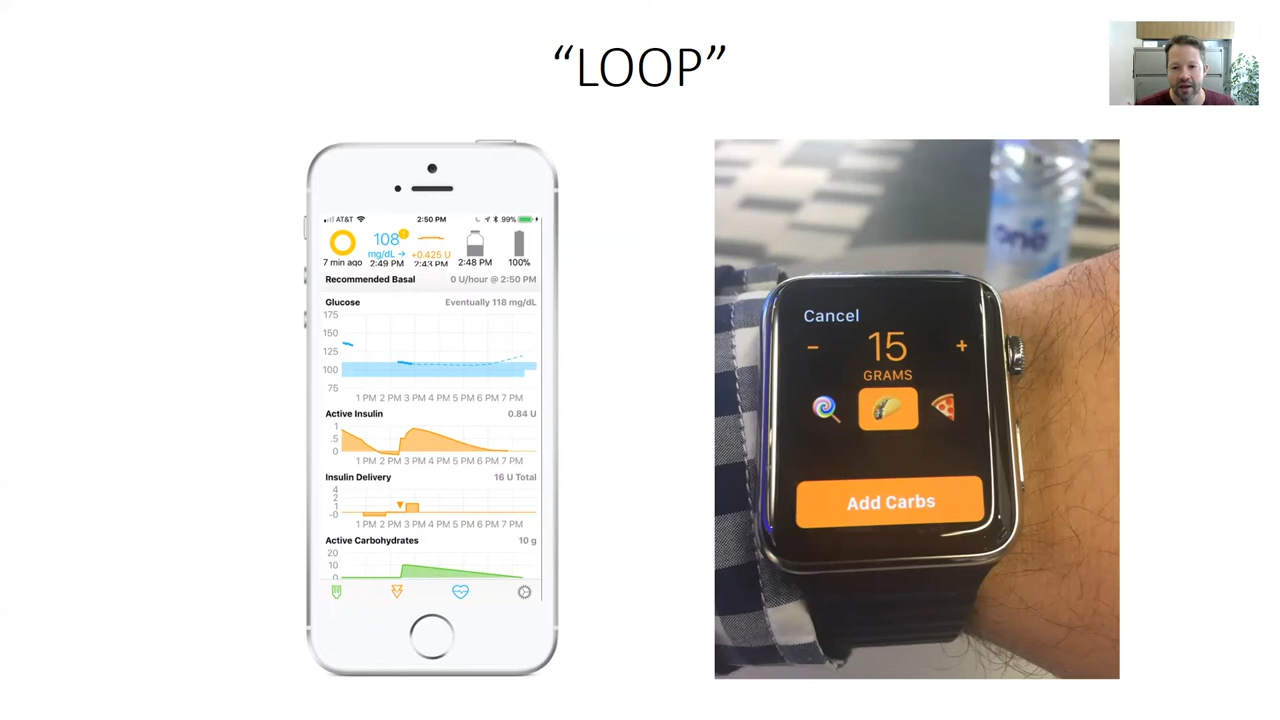 “LOOP”
AT&T 2:50 PM 99%
108 mg/dL → +0.425 U
7 min ago 2:49 PM 2:43 PM 2:48 PM 100%
Recommended Basal 0 U/hour @ 2:50 PM
Glucose Eventually 118 mg/dL
175
150
125
100
75
1 PM 2 PM 3 PM 4 PM 5 PM 6 PM 7 PM
Active Insulin 0.84 U
1
.5
0
1 PM 2 PM 3 PM 4 PM 5 PM 6 PM 7 PM
Insulin Delivery 16 U Total
4
2
1
-0
1 PM 2 PM 3 PM 4 PM 5 PM 6 PM 7 PM
Active Carbohydrates 10 g
20
10
0
Cancel
- 15 +
GRAMS
Add Carbs